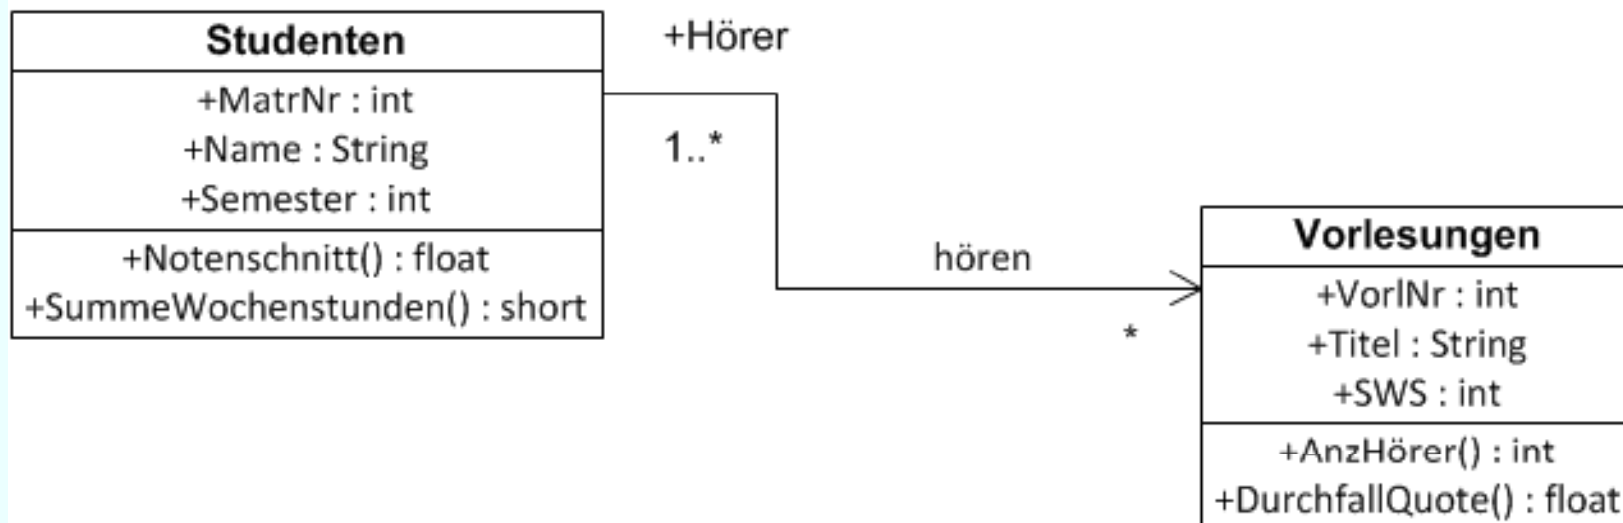 Studenten
+MatrNr : int
+Name : String
+Semester : int
+Notenschnitt() : float
+SummeWochenstunden() : short
+Hörer
1..*
hören
*
Vorlesungen
+VorlNr : int
+Titel : String
+SWS : int
+AnzHörer() : int
+DurchfallQuote() : float